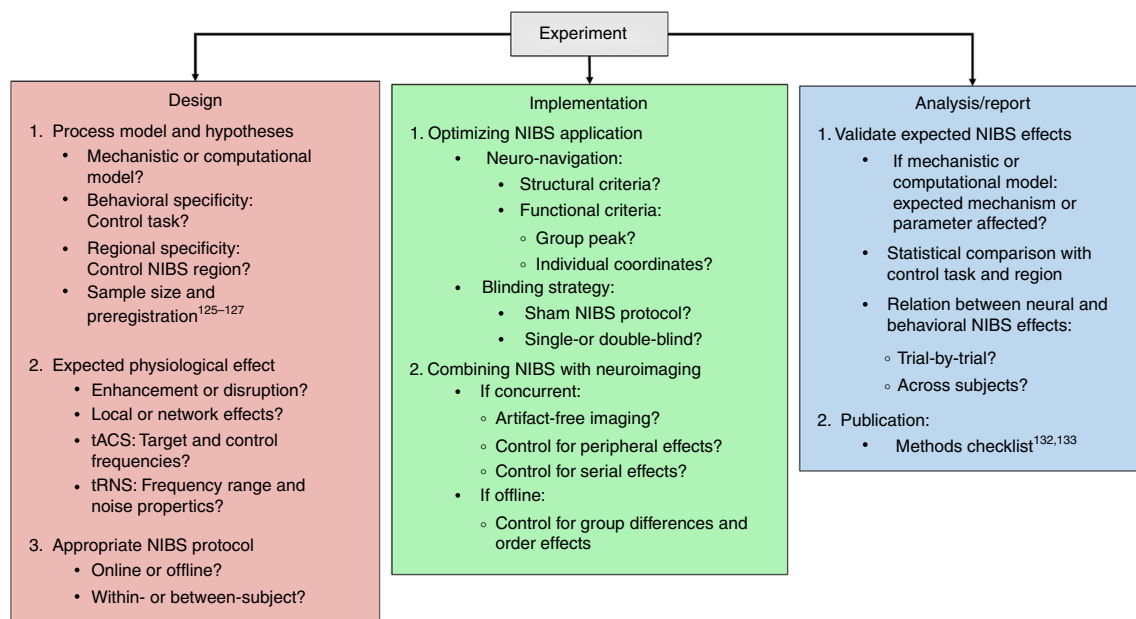 Experiment
Design
1. Process model and hypotheses
• Mechanistic or computational
model?
• Behavioral specificity:
Control task?
• Regional specificity:
Control NIBS region?
• Sample size and
preregistration125–127
2. Expected physiological effect
• Enhancement or disruption?
• Local or network effects?
• tACS: Target and control
frequencies?
• tRNS: Frequency range and
noise propertics?
3. Appropriate NIBS protocol
• Online or offline?
• Within- or between-subject?
Implementation
1. Optimizing NIBS application
• Neuro-navigation:
• Structural criteria?
• Functional criteria:
◦ Group peak?
◦ Individual coordinates?
• Blinding strategy:
• Sham NIBS protocol?
• Single-or double-blind?
2. Combining NIBS with neuroimaging
• If concurrent:
◦ Artifact-free imaging?
◦ Control for peripheral effects?
◦ Control for serial effects?
• If offline:
◦ Control for group differences and
order effects
Analysis/report
1. Validate expected NIBS effects
• If mechanistic or
computational model:
expected mechanism or
parameter affected?
• Statistical comparison with
control task and region
• Relation between neural and
behavioral NIBS effects:
◦ Trial-by-trial?
◦ Across subjects?
2. Publication:
• Methods checklist132,133